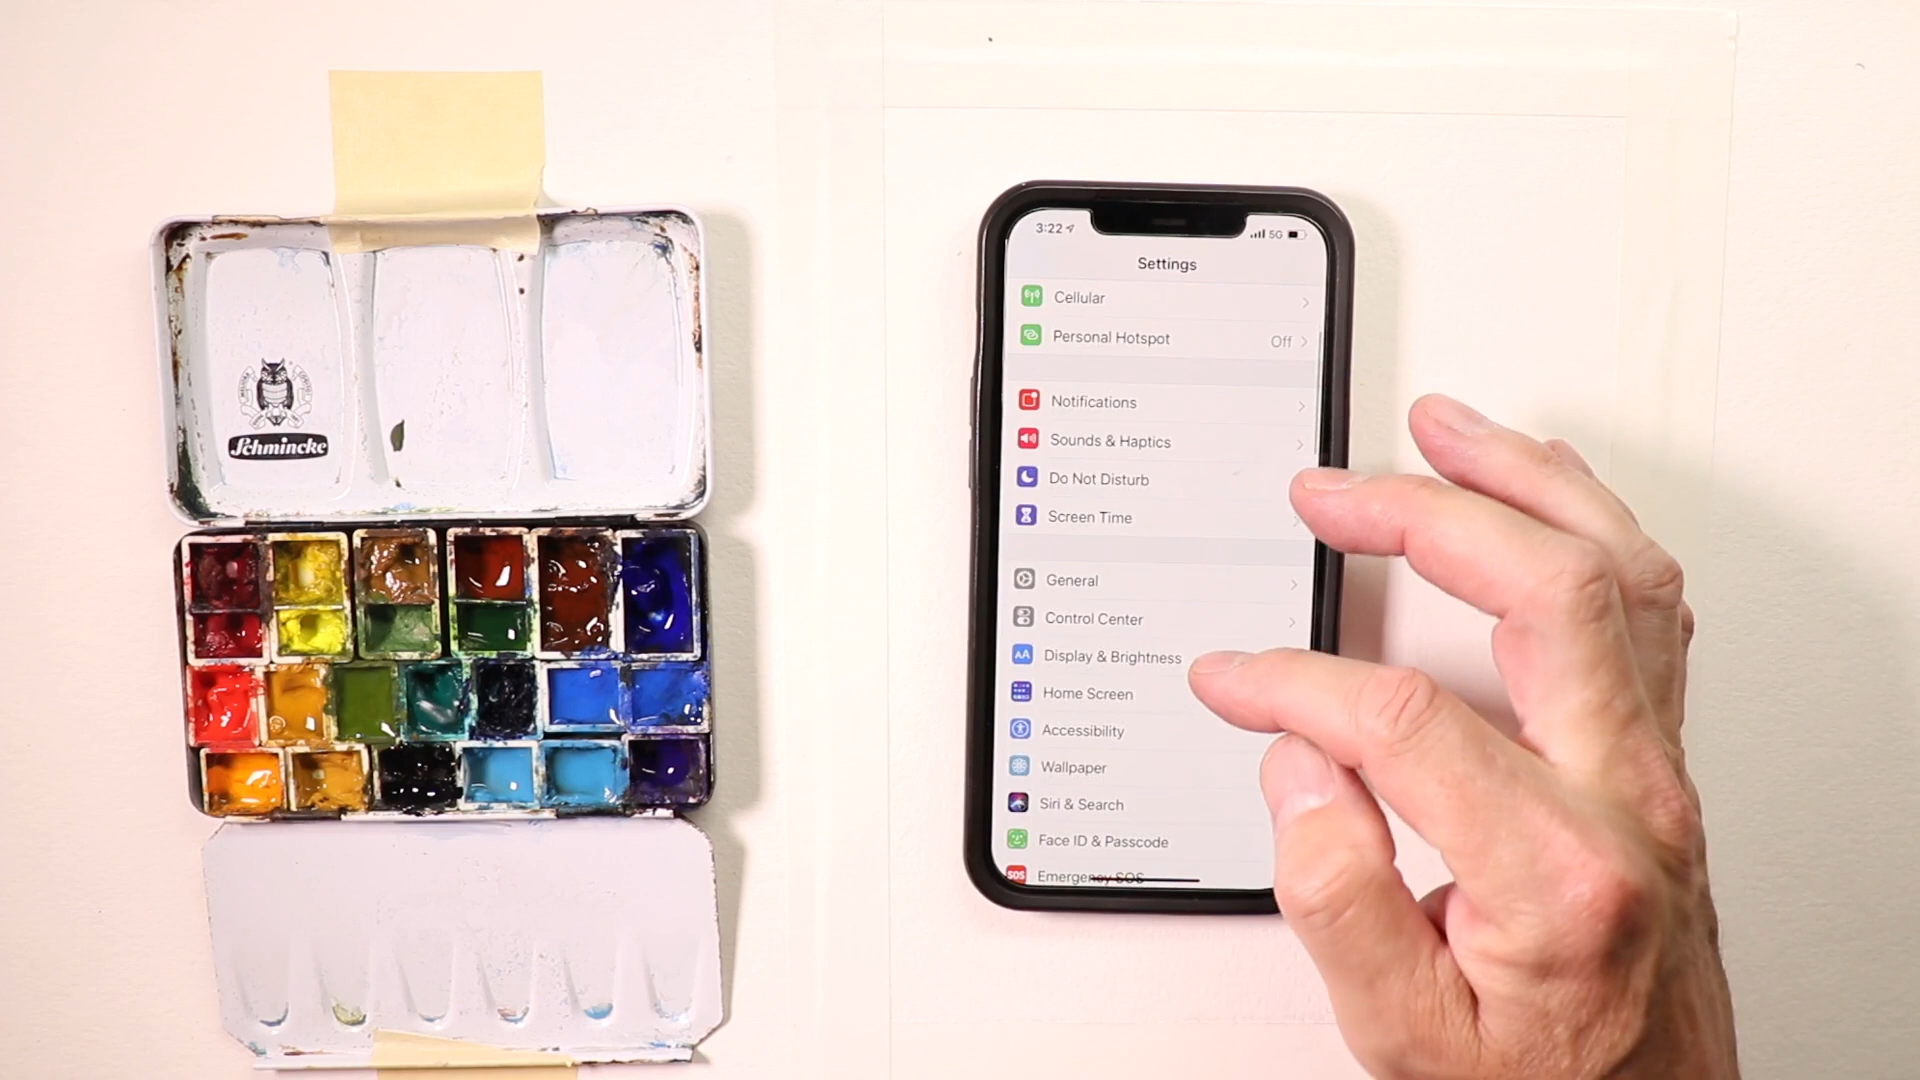 Schmincke
3:22
5G
Settings
Cellular
Personal Hotspot Off
Notifications
Sounds & Haptics
Do Not Disturb
Screen Time
General
Control Center
AA Display & Brightness
Home Screen
Accessibility
Wallpaper
Siri & Search
Face ID & Passcode
SOS Emergency SOS